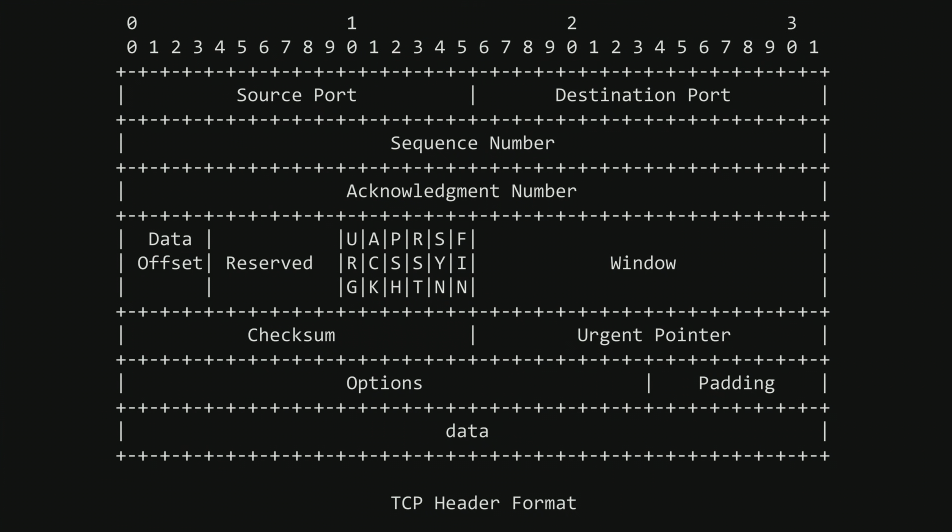 0                   1                   2                   3
 0 1 2 3 4 5 6 7 8 9 0 1 2 3 4 5 6 7 8 9 0 1 2 3 4 5 6 7 8 9 0 1
+-+-+-+-+-+-+-+-+-+-+-+-+-+-+-+-+-+-+-+-+-+-+-+-+-+-+-+-+-+-+-+-+
|          Source Port          |       Destination Port        |
+-+-+-+-+-+-+-+-+-+-+-+-+-+-+-+-+-+-+-+-+-+-+-+-+-+-+-+-+-+-+-+-+
|                        Sequence Number                        |
+-+-+-+-+-+-+-+-+-+-+-+-+-+-+-+-+-+-+-+-+-+-+-+-+-+-+-+-+-+-+-+-+
|                    Acknowledgment Number                      |
+-+-+-+-+-+-+-+-+-+-+-+-+-+-+-+-+-+-+-+-+-+-+-+-+-+-+-+-+-+-+-+-+
|  Data |           |U|A|P|R|S|F|                               |
| Offset| Reserved  |R|C|S|S|Y|I|            Window             |
|       |           |G|K|H|T|N|N|                               |
+-+-+-+-+-+-+-+-+-+-+-+-+-+-+-+-+-+-+-+-+-+-+-+-+-+-+-+-+-+-+-+-+
|           Checksum            |         Urgent Pointer        |
+-+-+-+-+-+-+-+-+-+-+-+-+-+-+-+-+-+-+-+-+-+-+-+-+-+-+-+-+-+-+-+-+
|                    Options                    |    Padding    |
+-+-+-+-+-+-+-+-+-+-+-+-+-+-+-+-+-+-+-+-+-+-+-+-+-+-+-+-+-+-+-+-+
|                             data                              |
+-+-+-+-+-+-+-+-+-+-+-+-+-+-+-+-+-+-+-+-+-+-+-+-+-+-+-+-+-+-+-+-+
                        TCP Header Format